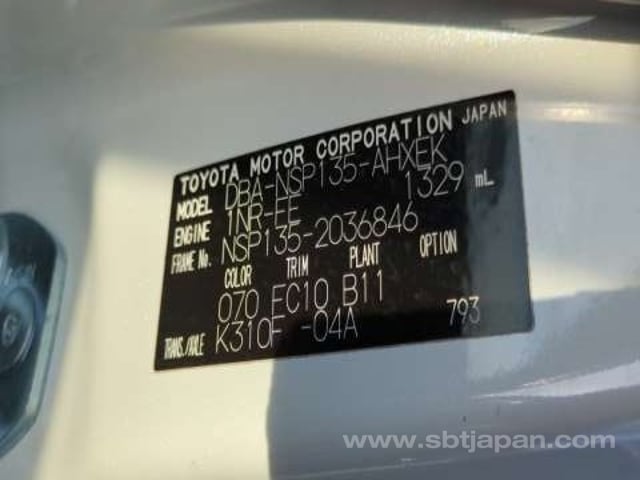 TOYOTA MOTOR CORPORATION JAPAN
MODEL DBA-NSP135-AHXEK
ENGINE 1NR-FE 1329 mL
FRAME No. NSP135-2036846
COLOR TRIM PLANT OPTION
070 FC10 B11
TRANS./AXLE K310F -04A 793
www.sbtjapan.com